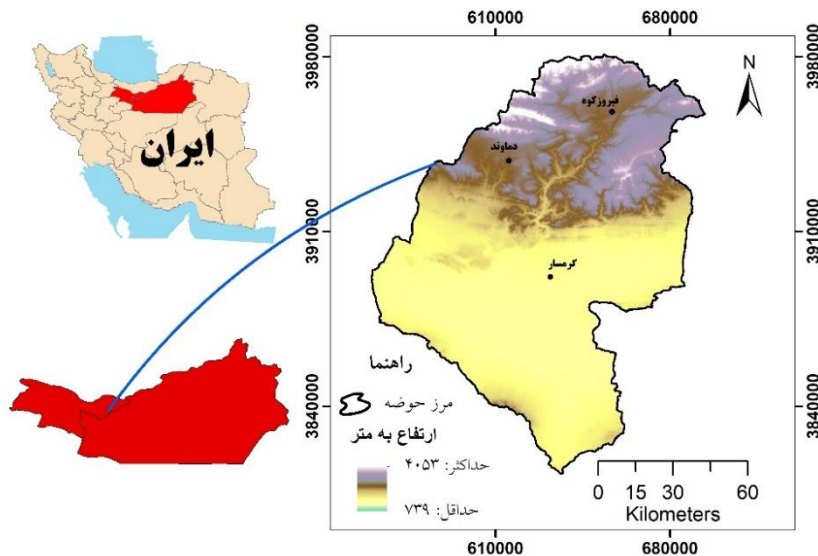 610000
680000
3980000
3980000
N
فیروزکوه
ایران
دماوند
3910000
3910000
گرمسار
راهنما
مرز حوضه
3840000
3840000
ارتفاع به متر
حداکثر: ۴۰۵۳
حداقل: ۷۳۹
0 15 30 60
Kilometers
610000
680000